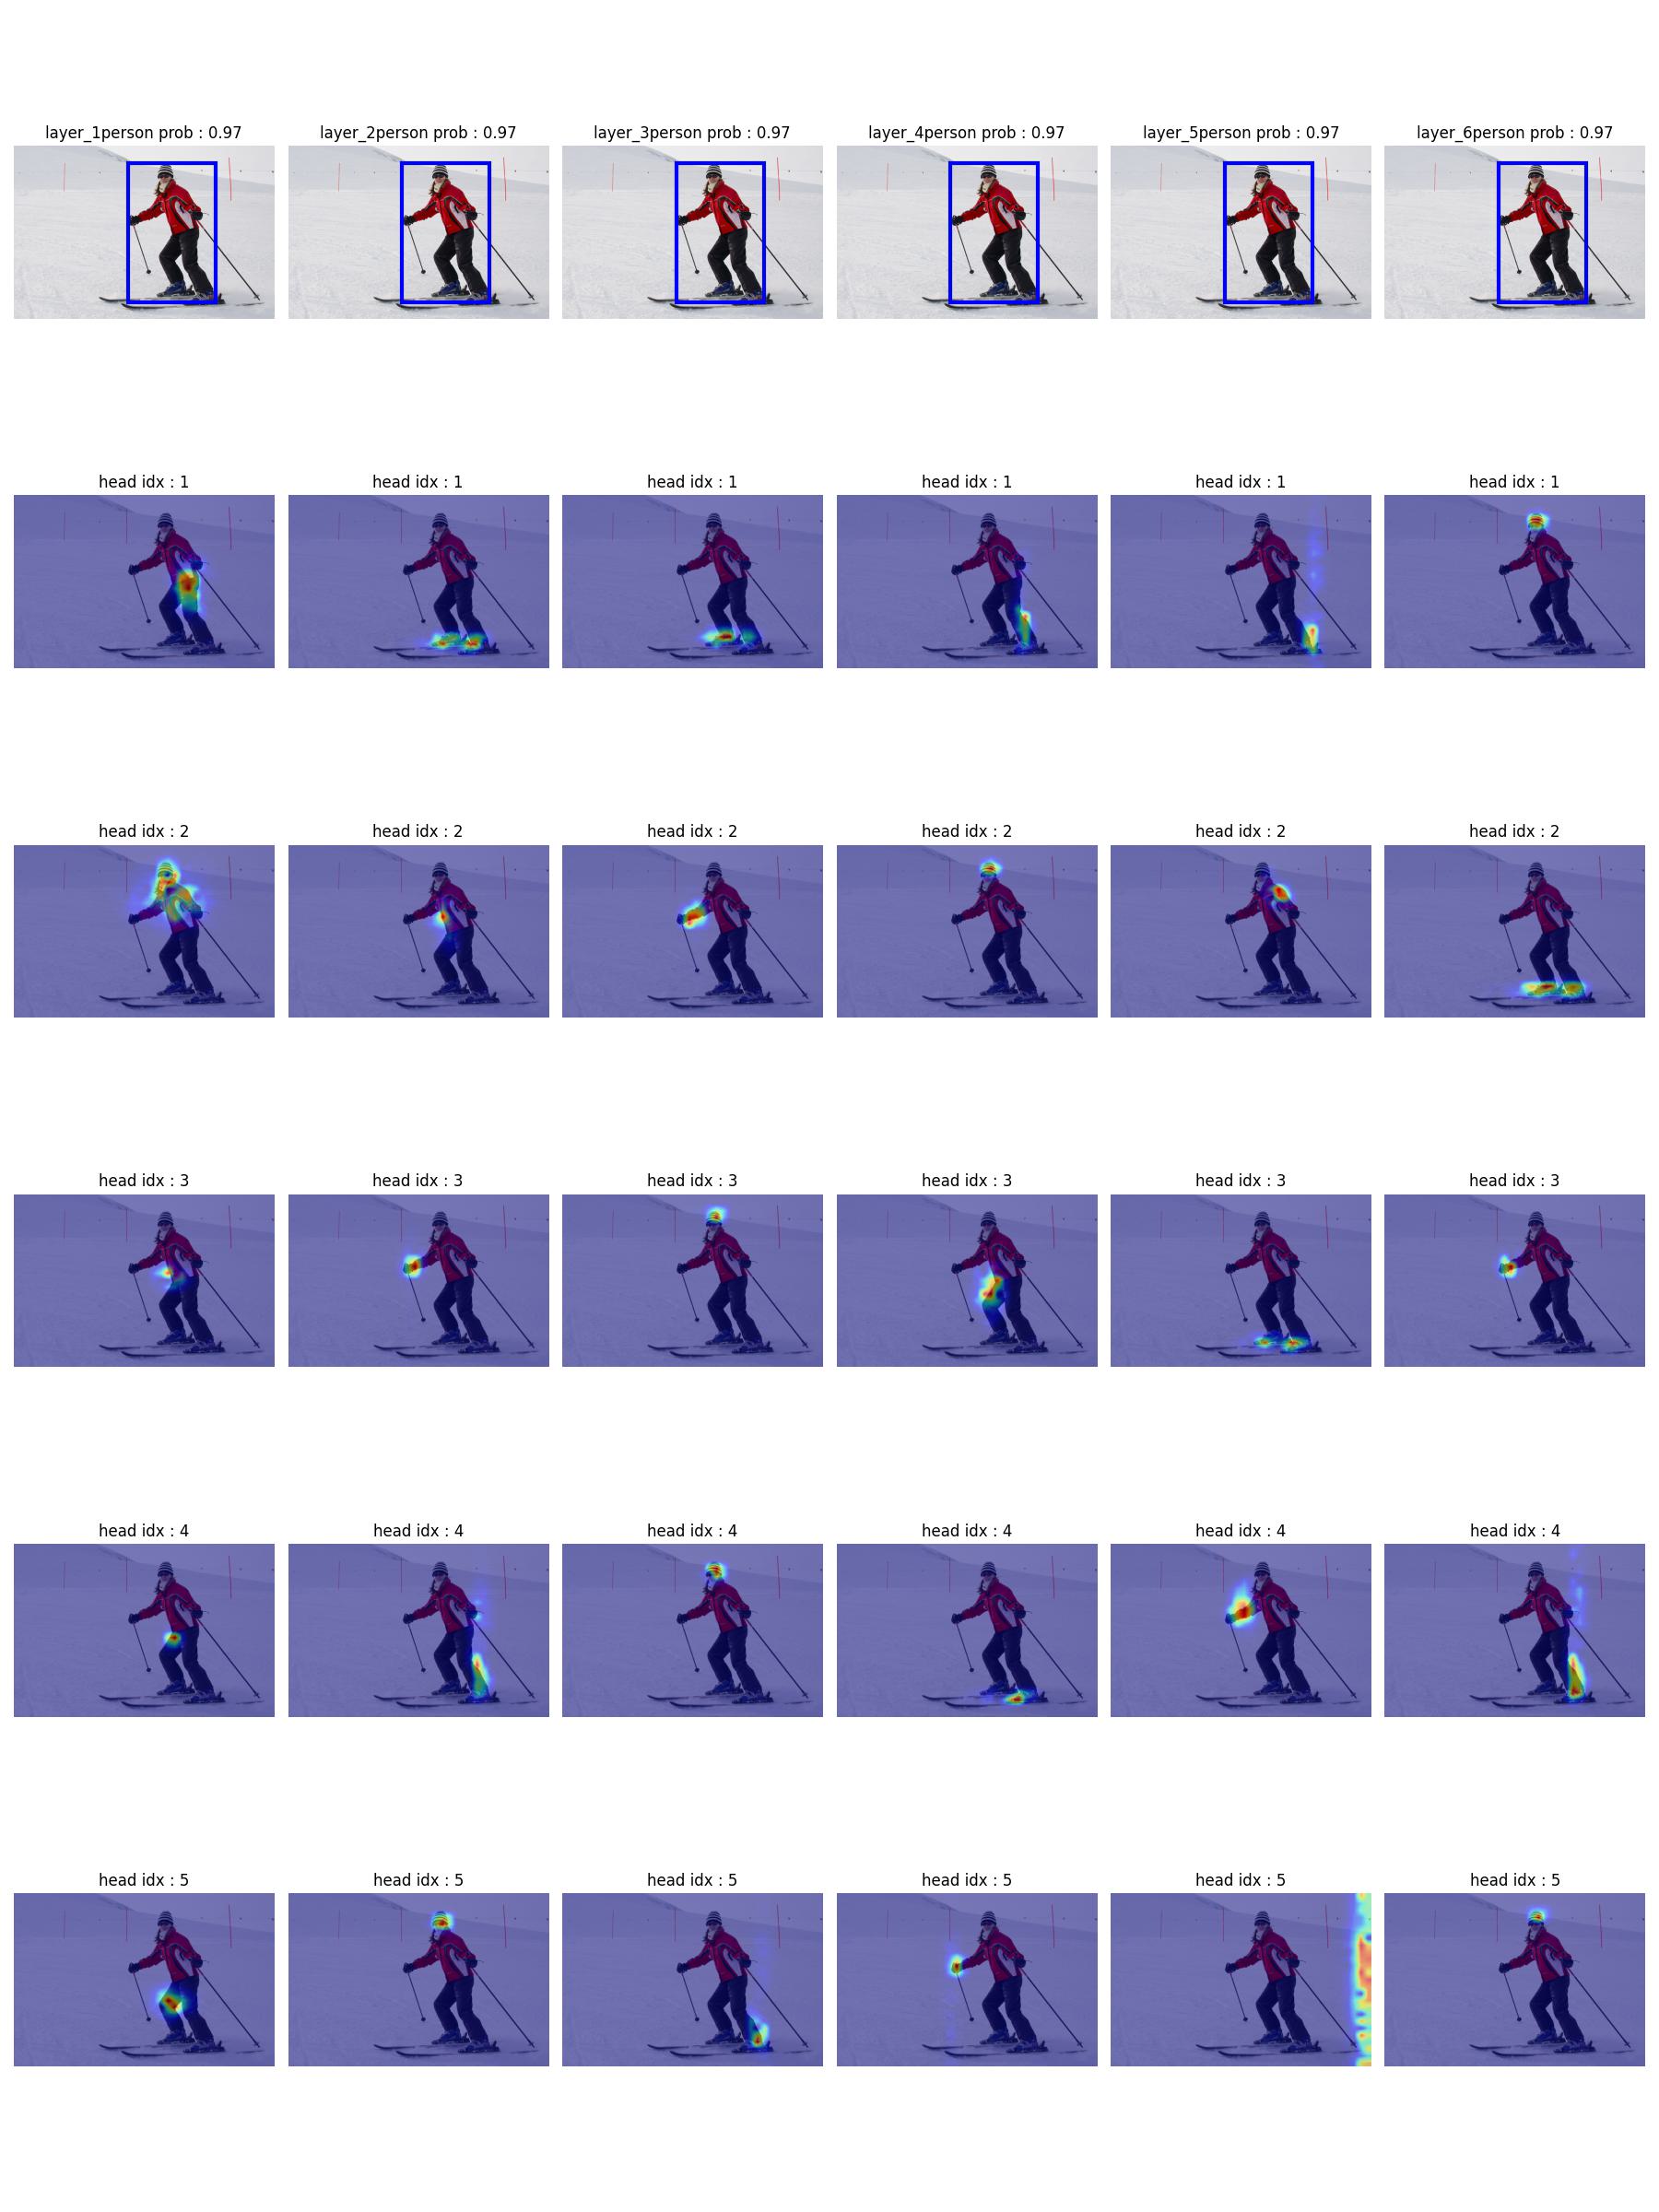 layer_1person prob : 0.97
layer_2person prob : 0.97
layer_3person prob : 0.97
layer_4person prob : 0.97
layer_5person prob : 0.97
layer_6person prob : 0.97
head idx : 1
head idx : 1
head idx : 1
head idx : 1
head idx : 1
head idx : 1
head idx : 2
head idx : 2
head idx : 2
head idx : 2
head idx : 2
head idx : 2
head idx : 3
head idx : 3
head idx : 3
head idx : 3
head idx : 3
head idx : 3
head idx : 4
head idx : 4
head idx : 4
head idx : 4
head idx : 4
head idx : 4
head idx : 5
head idx : 5
head idx : 5
head idx : 5
head idx : 5
head idx : 5